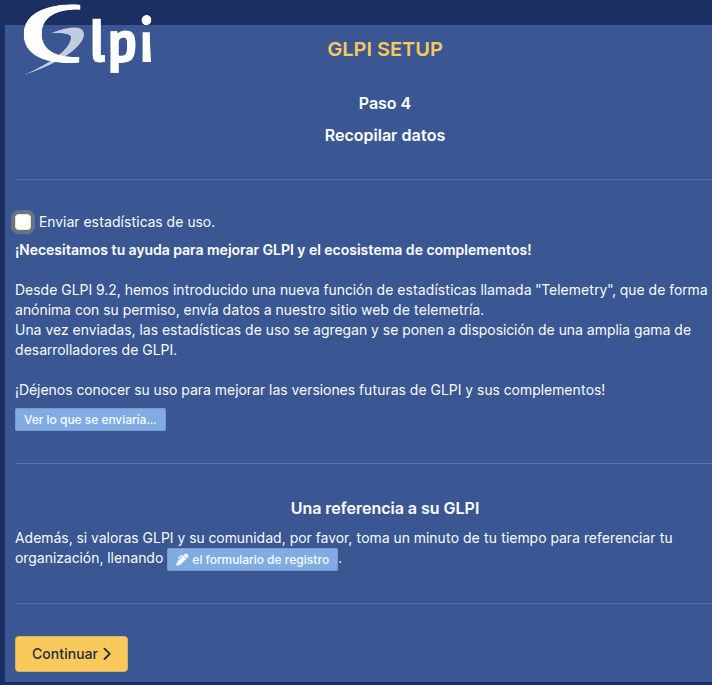 Glpi
GLPI SETUP
Paso 4
Recopilar datos
Enviar estadísticas de uso.
¡Necesitamos tu ayuda para mejorar GLPI y el ecosistema de complementos!
Desde GLPI 9.2, hemos introducido una nueva función de estadísticas llamada "Telemetry", que de forma
anónima con su permiso, envía datos a nuestro sitio web de telemetría.
Una vez enviadas, las estadísticas de uso se agregan y se ponen a disposición de una amplia gama de
desarrolladores de GLPI.
¡Déjenos conocer su uso para mejorar las versiones futuras de GLPI y sus complementos!
Ver lo que se enviaría...
Una referencia a su GLPI
Además, si valoras GLPI y su comunidad, por favor, toma un minuto de tu tiempo para referenciar tu
organización, llenando el formulario de registro.
Continuar